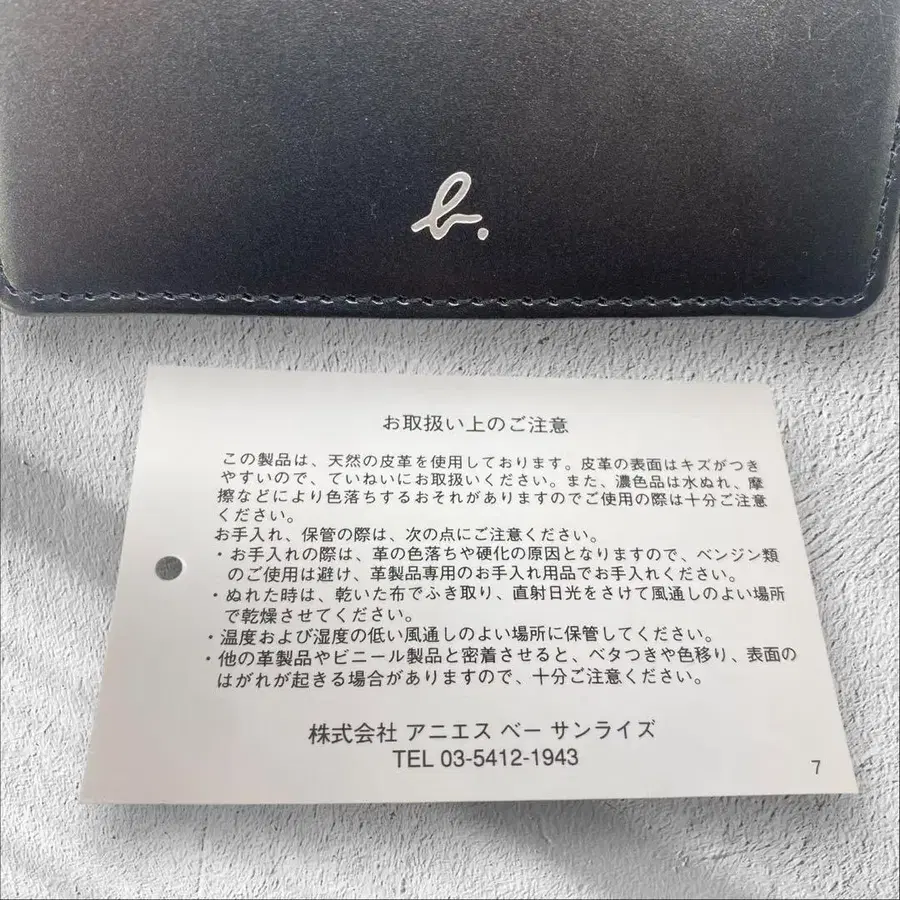 b.
お取扱い上のご注意
この製品は、天然の皮革を使用しております。皮革の表面はキズがつき
やすいので、ていねいにお取扱いください。また、濃色品は水ぬれ、摩
擦などにより色落ちするおそれがありますのでご使用の際は十分ご注意
ください。
お手入れ、保管の際は、次の点にご注意ください。
・お手入れの際は、革の色落ちや硬化の原因となりますので、ベンジン類
のご使用は避け、革製品専用のお手入れ用品でお手入れください。
・ぬれた時は、乾いた布でふき取り、直射日光をさけて風通しのよい場所
で乾燥させてください。
・温度および湿度の低い風通しのよい場所に保管してください。
・他の革製品やビニール製品と密着させると、ベタつきや色移り、表面の
はがれが起きる場合がありますので、十分ご注意ください。
株式会社 アニエス ベー サンライズ
TEL 03-5412-1943
7